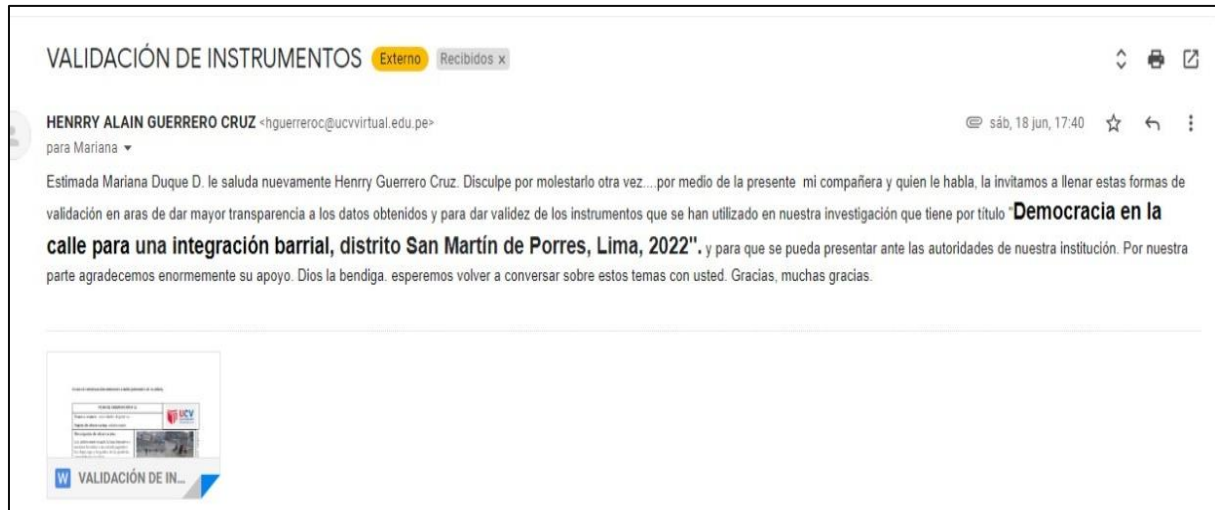 VALIDACIÓN DE INSTRUMENTOS Externo Recibidos x
HENRRY ALAIN GUERRERO CRUZ <hguerreroc@ucvvirtual.edu.pe> sáb, 18 jun, 17:40
para Mariana
Estimada Mariana Duque D. le saluda nuevamente Henrry Guerrero Cruz. Disculpe por molestarlo otra vez....por medio de la presente mi compañera y quien le habla, la invitamos a llenar estas formas de
validación en aras de dar mayor transparencia a los datos obtenidos y para dar validez de los instrumentos que se han utilizado en nuestra investigación que tiene por título "Democracia en la
calle para una integración barrial, distrito San Martín de Porres, Lima, 2022". y para que se pueda presentar ante las autoridades de nuestra institución. Por nuestra
parte agradecemos enormemente su apoyo. Dios la bendiga. esperemos volver a conversar sobre estos temas con usted. Gracias, muchas gracias.
UCV
W VALIDACIÓN DE IN...